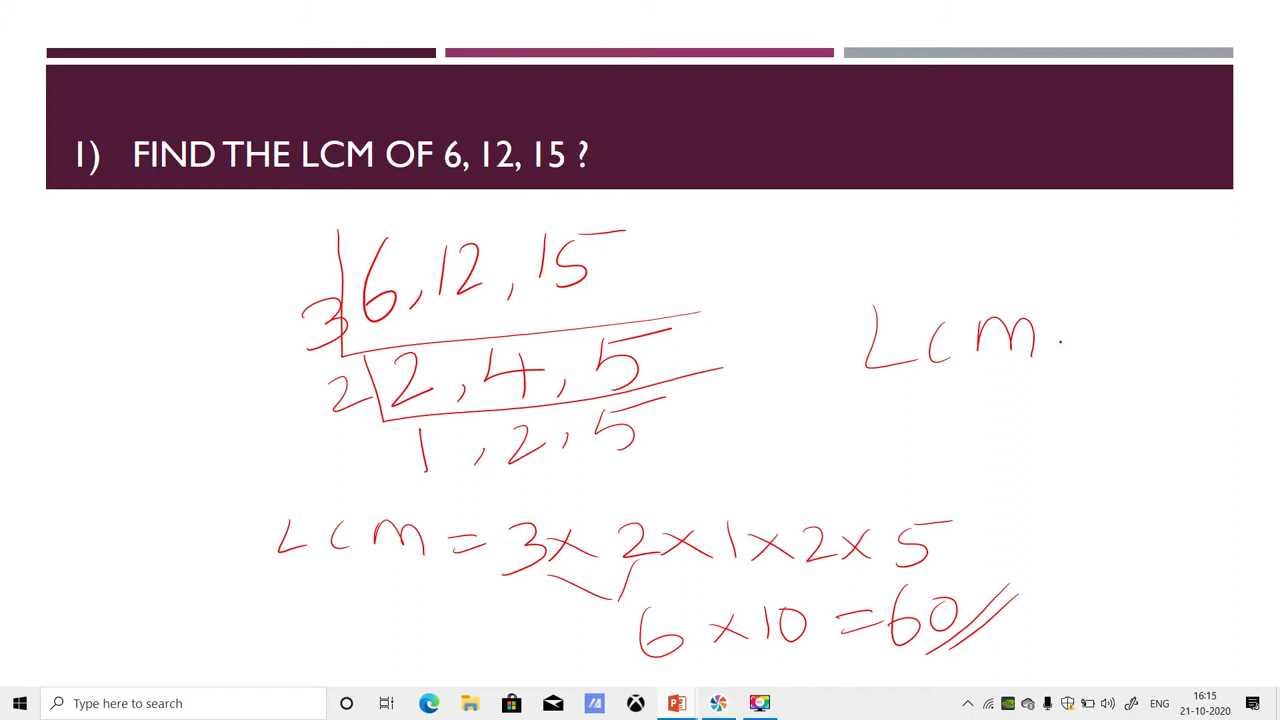 1) FIND THE LCM OF 6, 12, 15 ?
3 6, 12, 15
2 2, 4, 5
1, 2, 5
LCM.
LCM = 3 x 2 x 1 x 2 x 5
6 x 10 = 60
Type here to search
ENG
16:15
21-10-2020